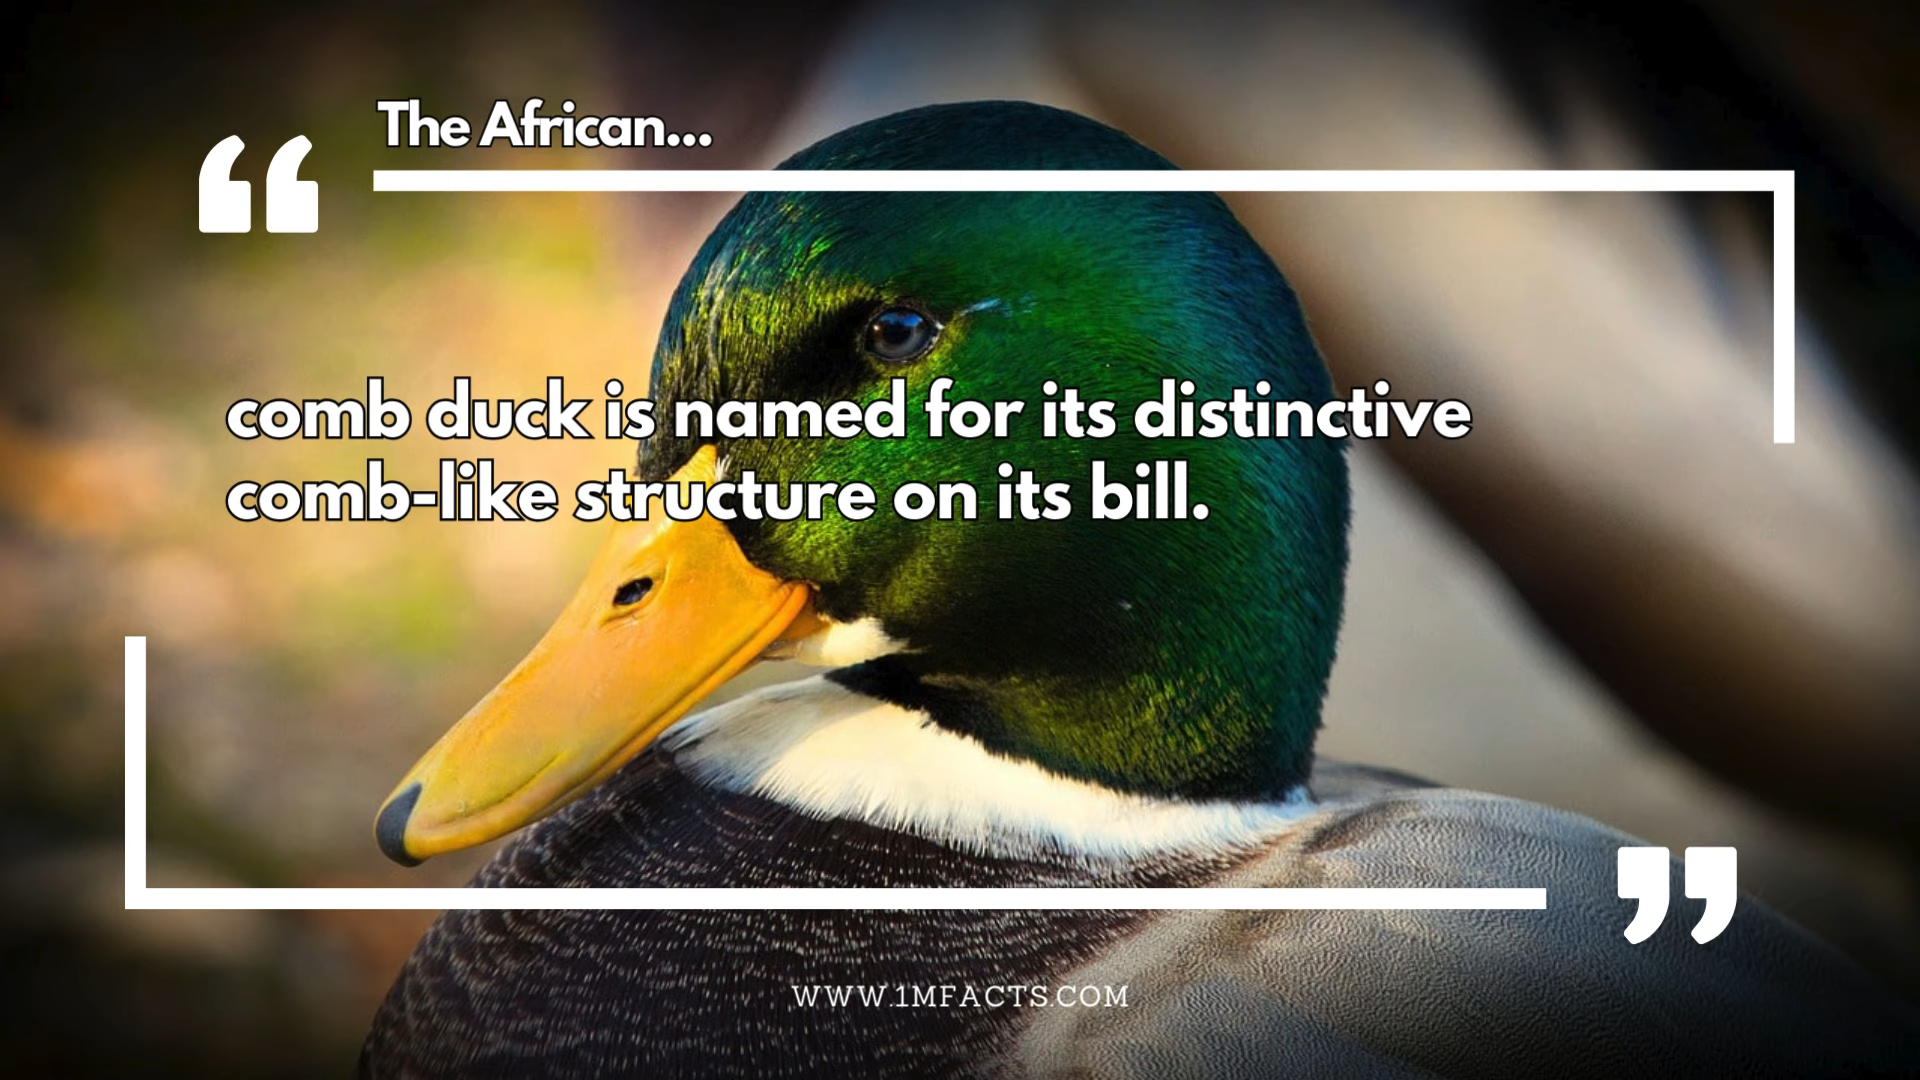 The African...
comb duck is named for its distinctive
comb-like structure on its bill.
WWW.1MFACTS.COM